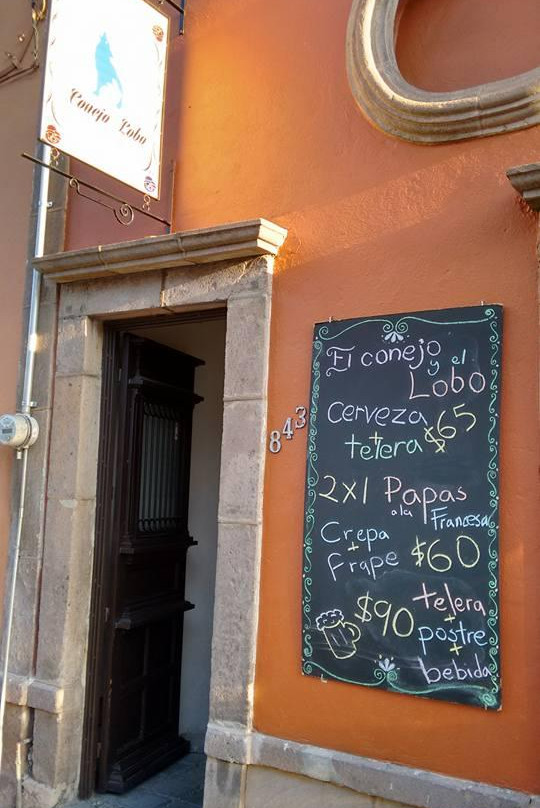 Conejo Lobo
843
El conejo
y el
Lobo
Cerveza
+
telera $65
2x1 Papas
a la Francesa
Crepa
+
frape $60
$90 telera
+
postre
+
bebida